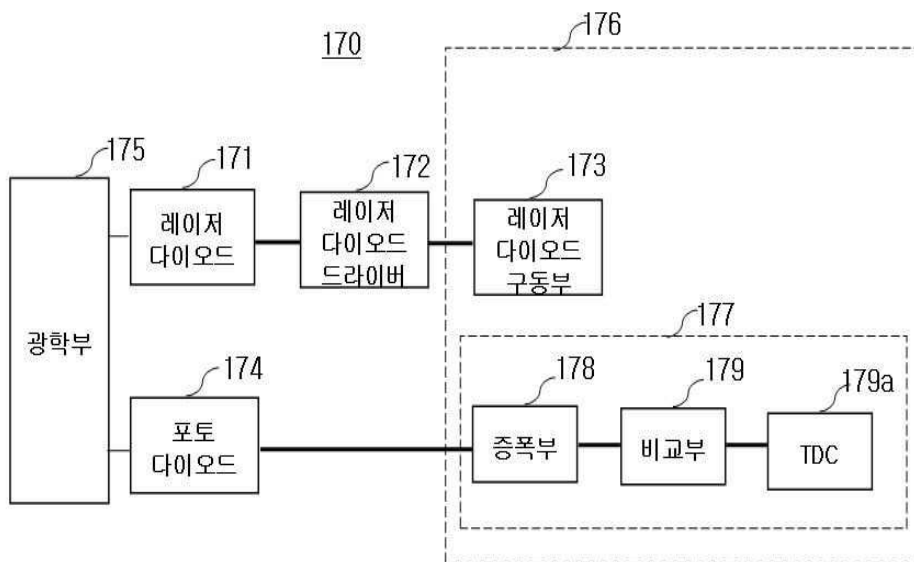 170
176
175
171
172
173
레이저
다이오드
레이저
다이오드
드라이버
레이저
다이오드
구동부
광학부
177
174
178
179
179a
포토
다이오드
증폭부
비교부
TDC